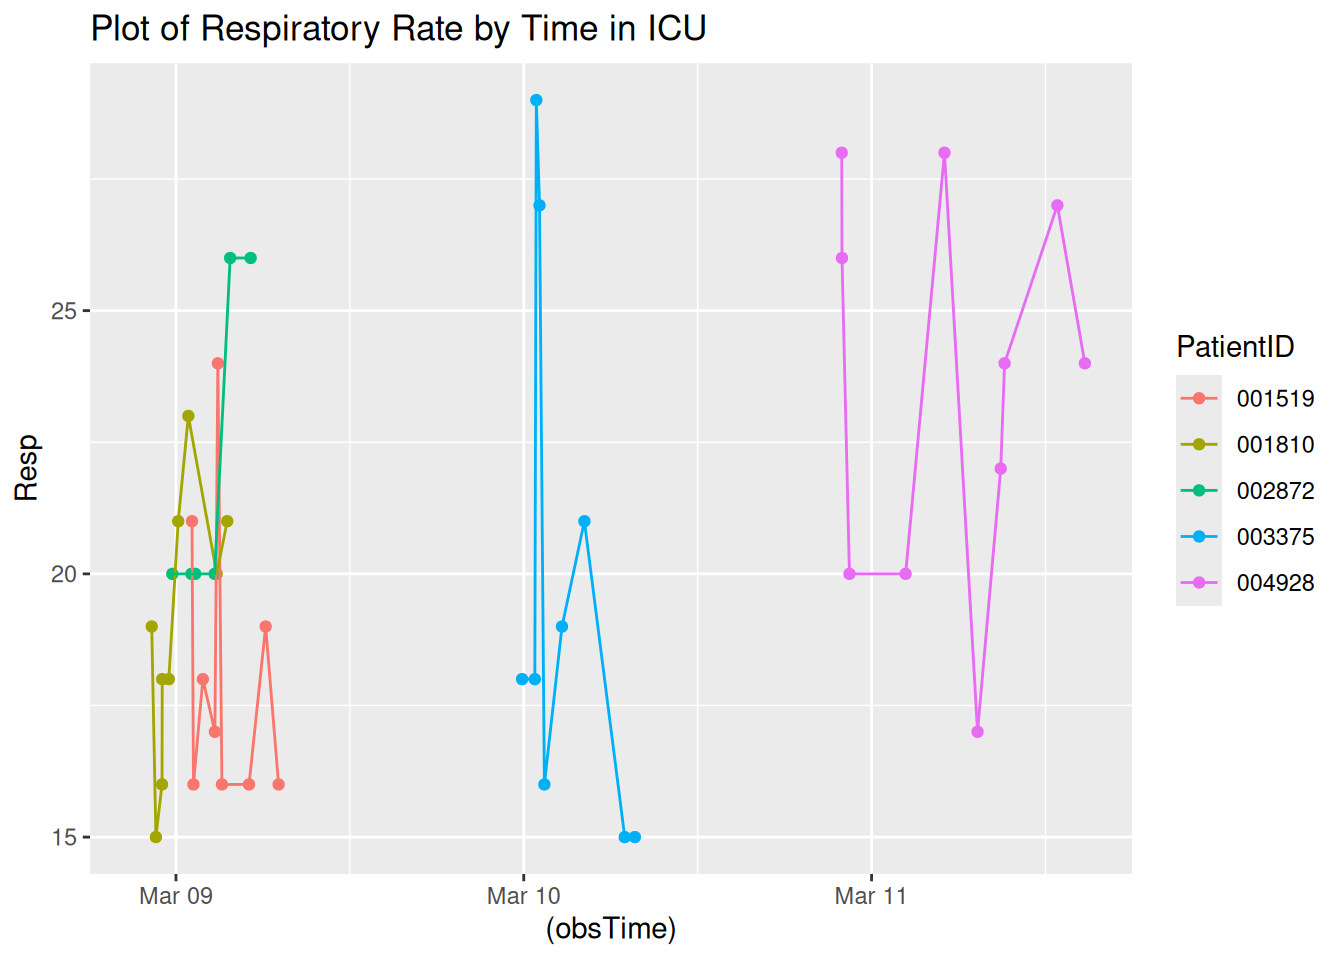 Plot of Respiratory Rate by Time in ICU
Resp
25
20
15
Mar 09
Mar 10
Mar 11
(obsTime)
PatientID
001519
001810
002872
003375
004928